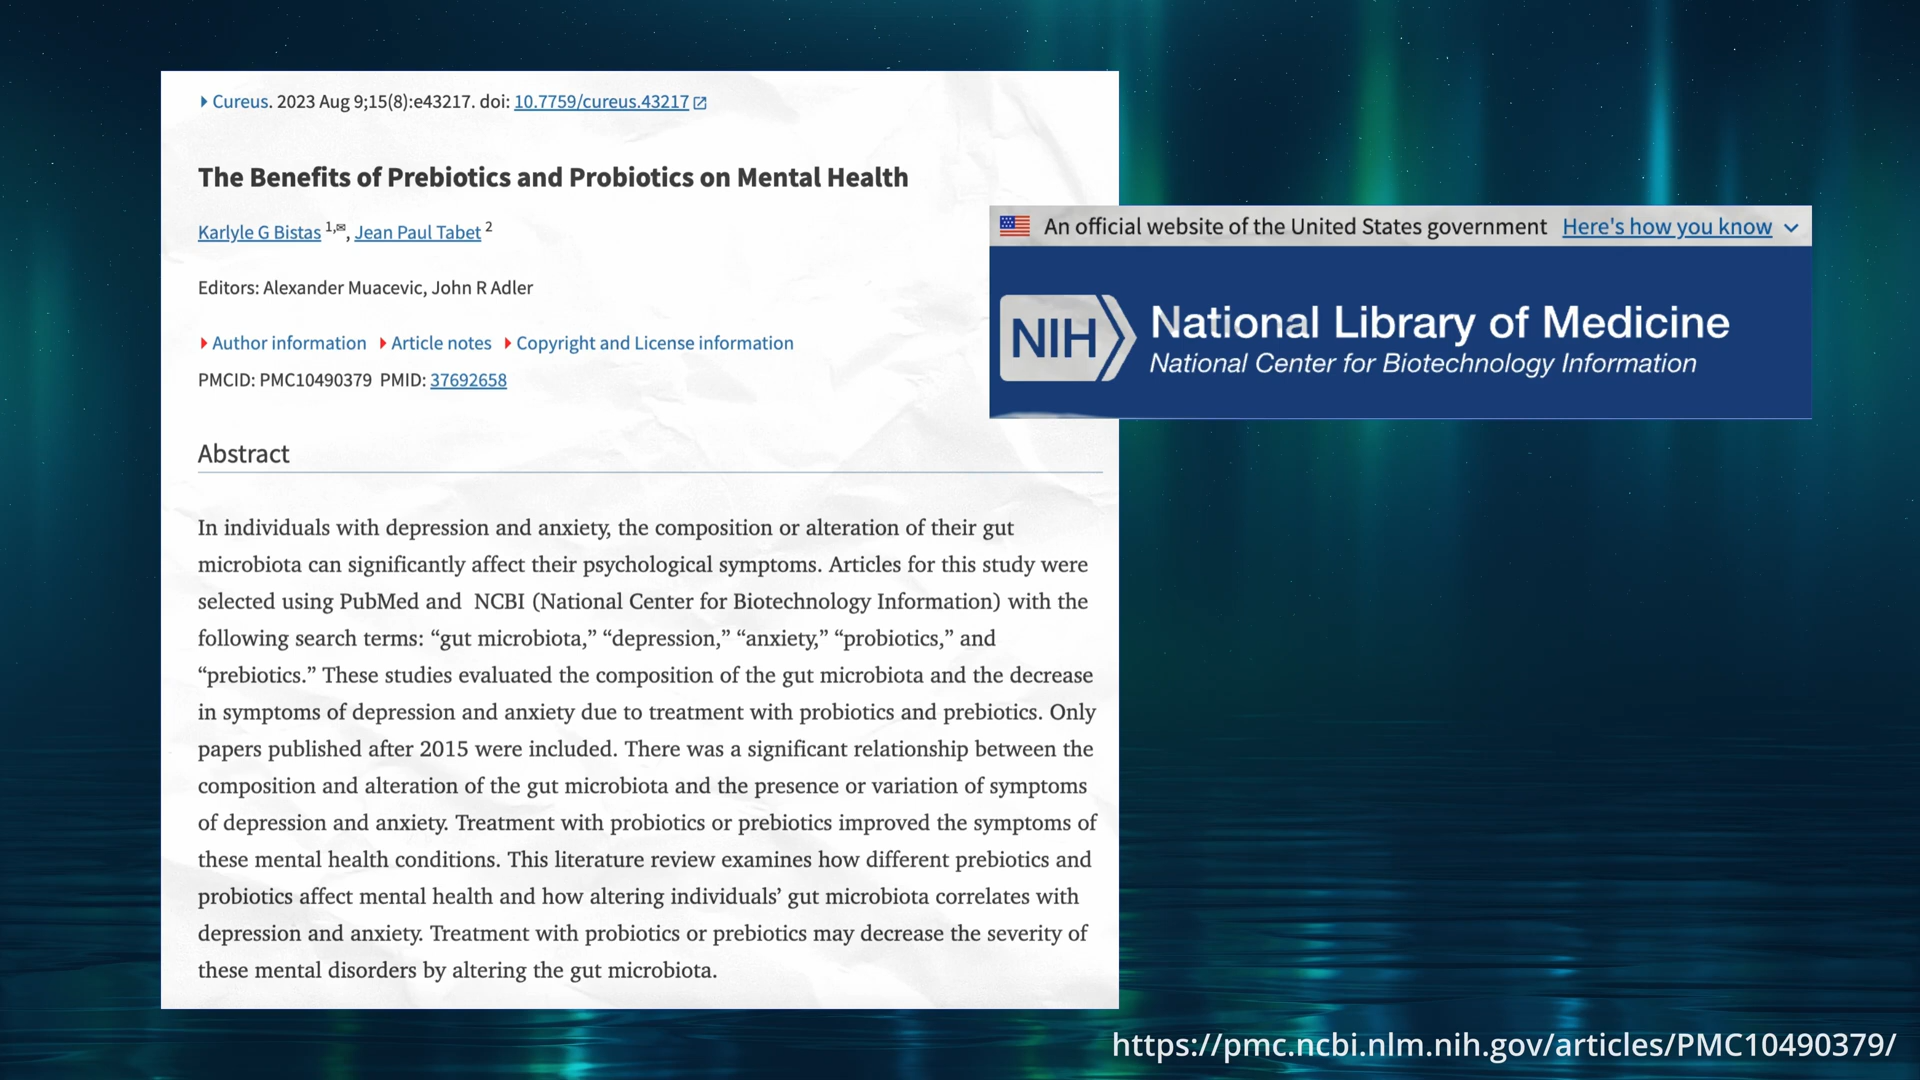 Cureus. 2023 Aug 9;15(8):e43217. doi: 10.7759/cureus.43217
The Benefits of Prebiotics and Probiotics on Mental Health
Karlyle G Bistas 1,✉, Jean Paul Tabet 2
Editors: Alexander Muacevic, John R Adler
Author information Article notes Copyright and License information
PMCID: PMC10490379 PMID: 37692658
Abstract
In individuals with depression and anxiety, the composition or alteration of their gut
microbiota can significantly affect their psychological symptoms. Articles for this study were
selected using PubMed and NCBI (National Center for Biotechnology Information) with the
following search terms: “gut microbiota,” “depression,” “anxiety,” “probiotics,” and
“prebiotics.” These studies evaluated the composition of the gut microbiota and the decrease
in symptoms of depression and anxiety due to treatment with probiotics and prebiotics. Only
papers published after 2015 were included. There was a significant relationship between the
composition and alteration of the gut microbiota and the presence or variation of symptoms
of depression and anxiety. Treatment with probiotics or prebiotics improved the symptoms of
these mental health conditions. This literature review examines how different prebiotics and
probiotics affect mental health and how altering individuals’ gut microbiota correlates with
depression and anxiety. Treatment with probiotics or prebiotics may decrease the severity of
these mental disorders by altering the gut microbiota.
An official website of the United States government Here's how you know
NIH National Library of Medicine
National Center for Biotechnology Information
https://pmc.ncbi.nlm.nih.gov/articles/PMC10490379/